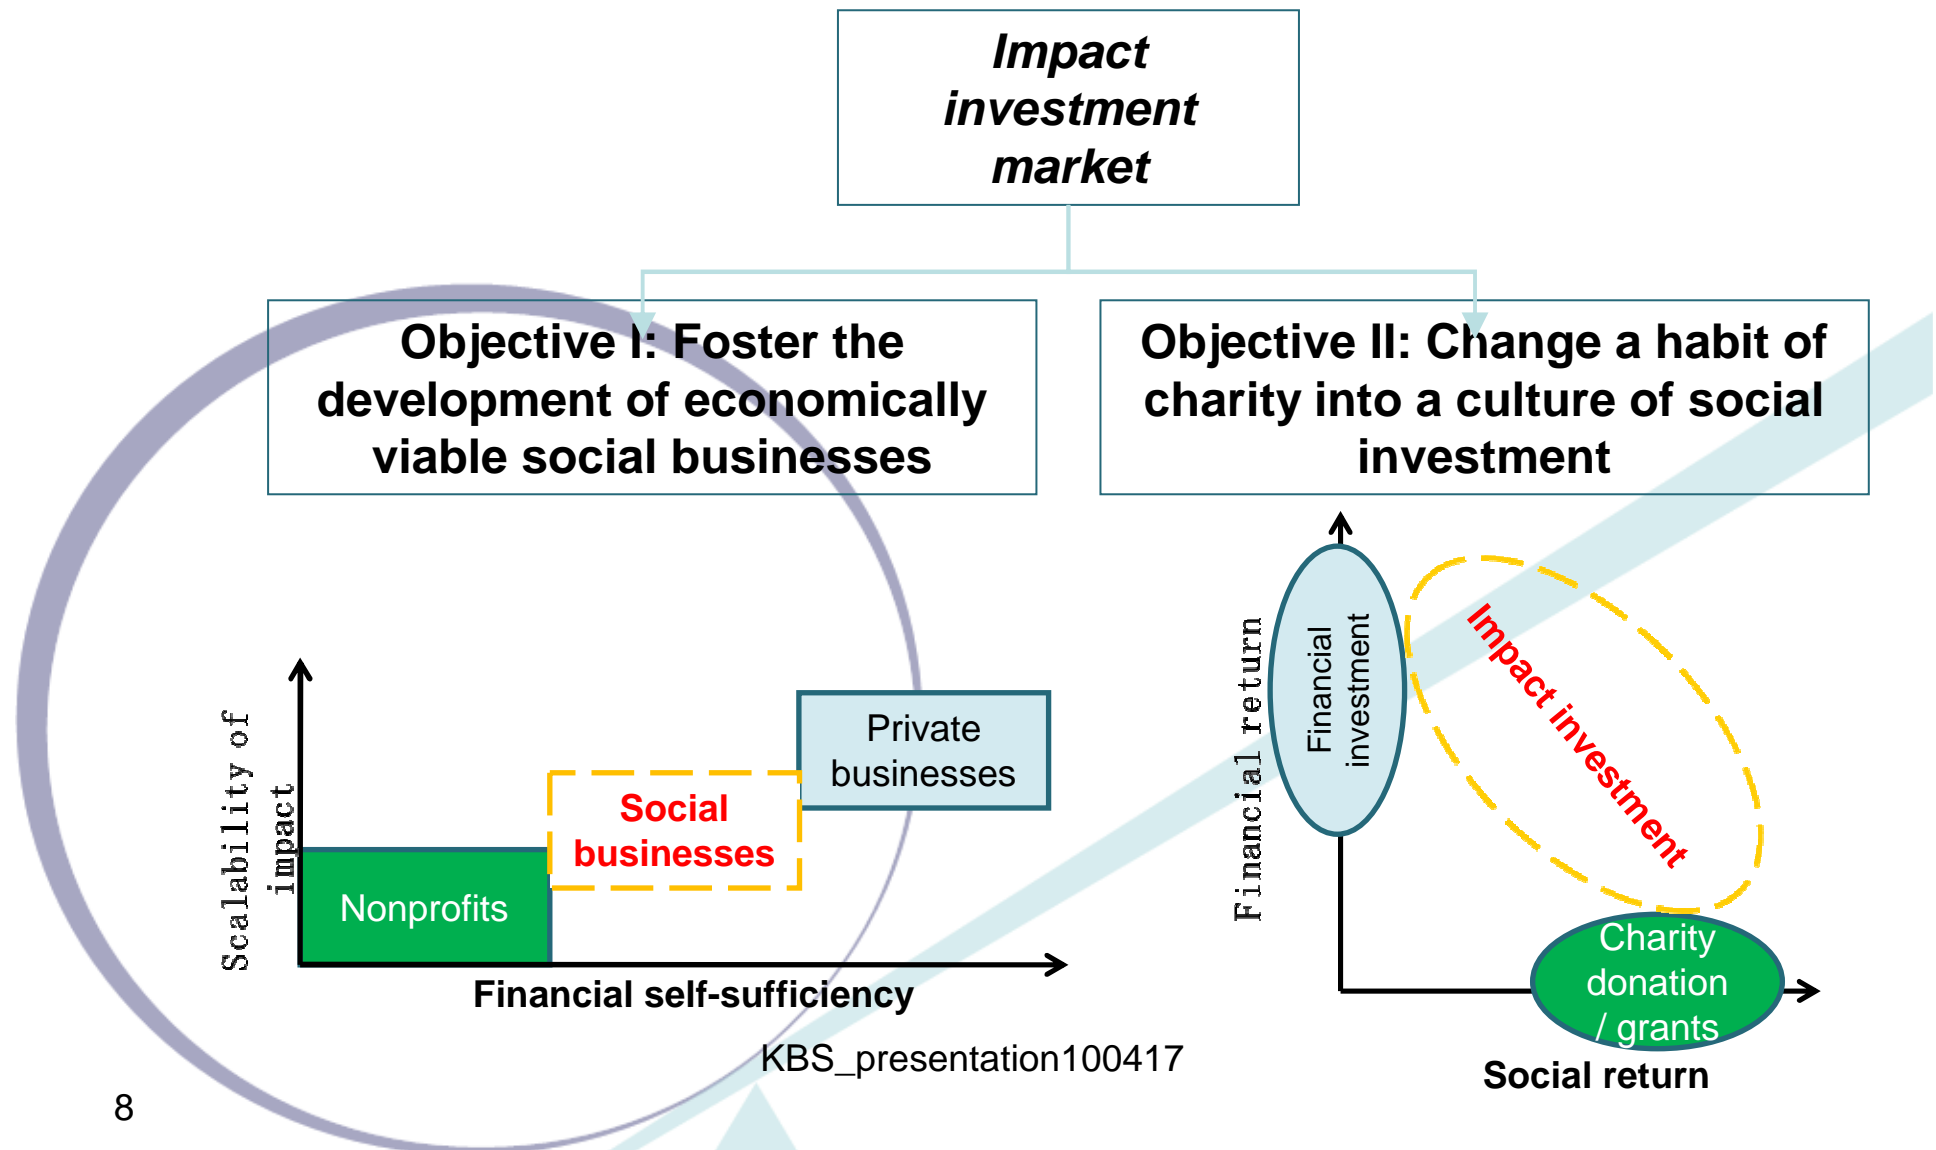 Impact
investment
market
Objective I: Foster the
development of economically
viable social businesses
Objective II: Change a habit of
charity into a culture of social
investment
Scalability of
impact
Nonprofits
Social
businesses
Private
businesses
Financial self-sufficiency
Financial return
Financial
investment
Impact investment
Charity
donation
/ grants
Social return
KBS_presentation100417
8